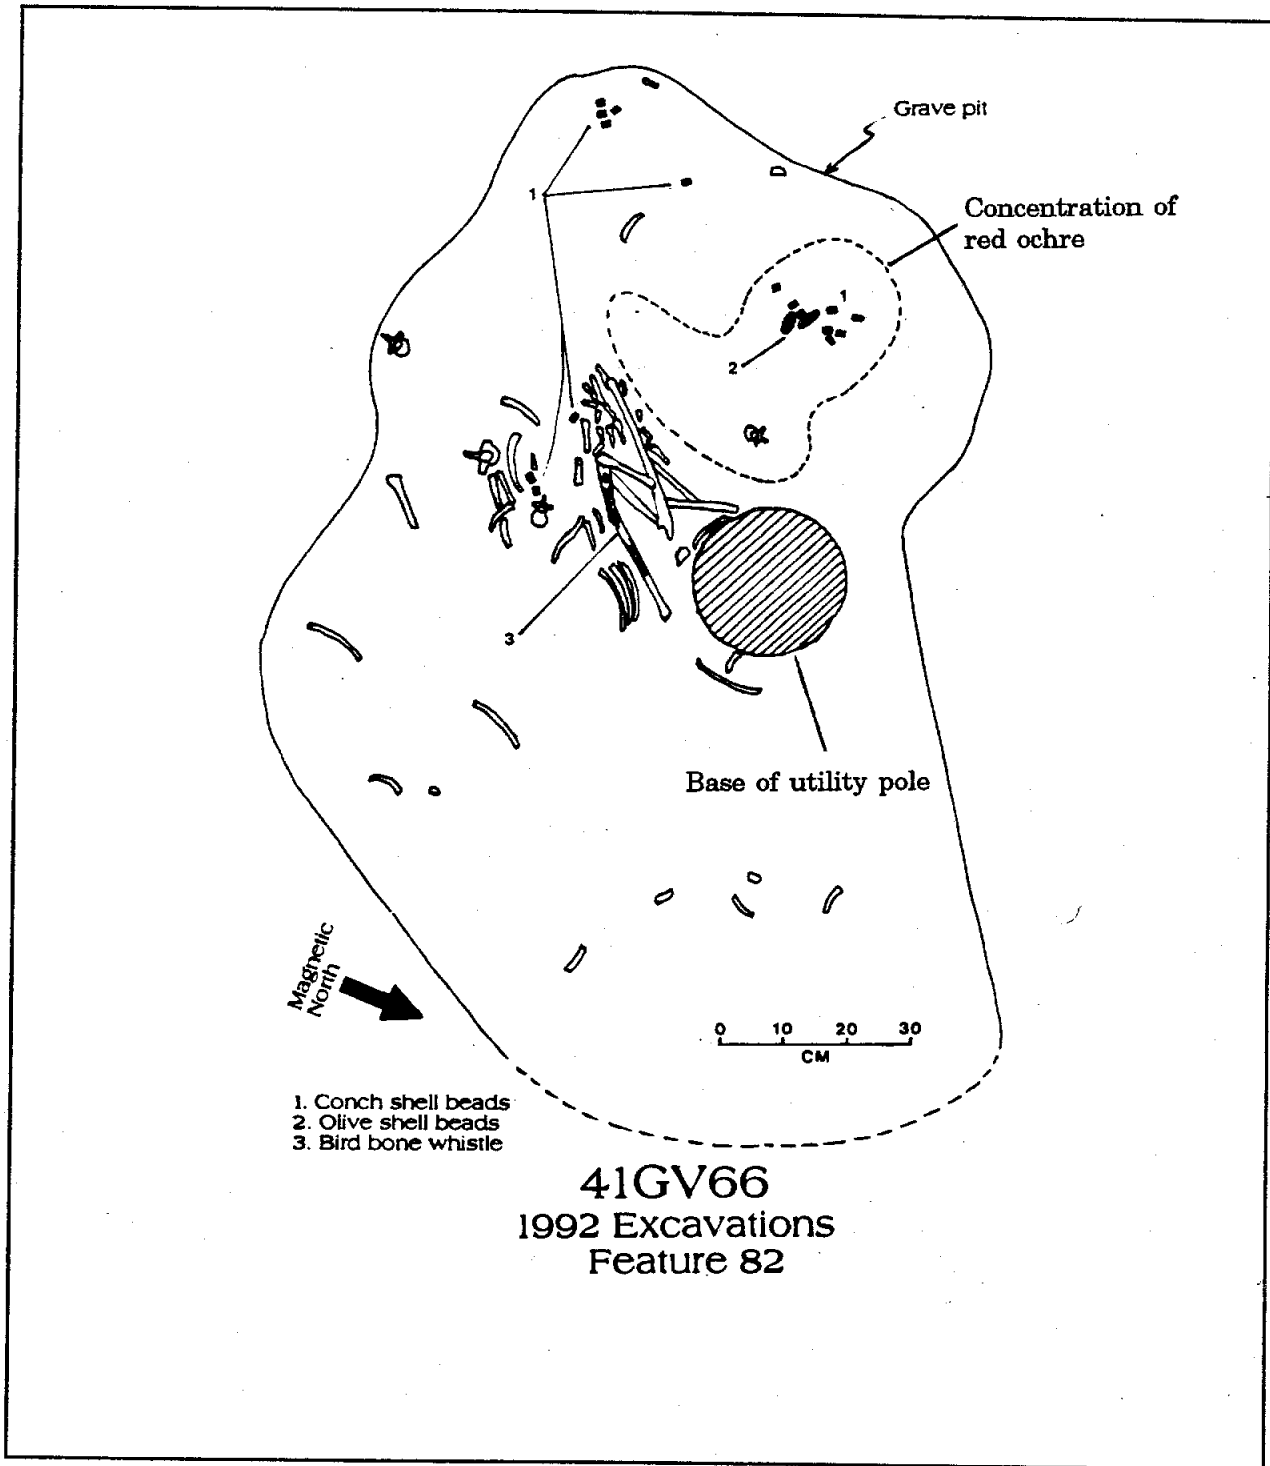 Grave pit
1
Concentration of
red ochre
1
2
3
Base of utility pole
Magnetic
North
0 10 20 30
CM
1. Conch shell beads
2. Olive shell beads
3. Bird bone whistle
41GV66
1992 Excavations
Feature 82